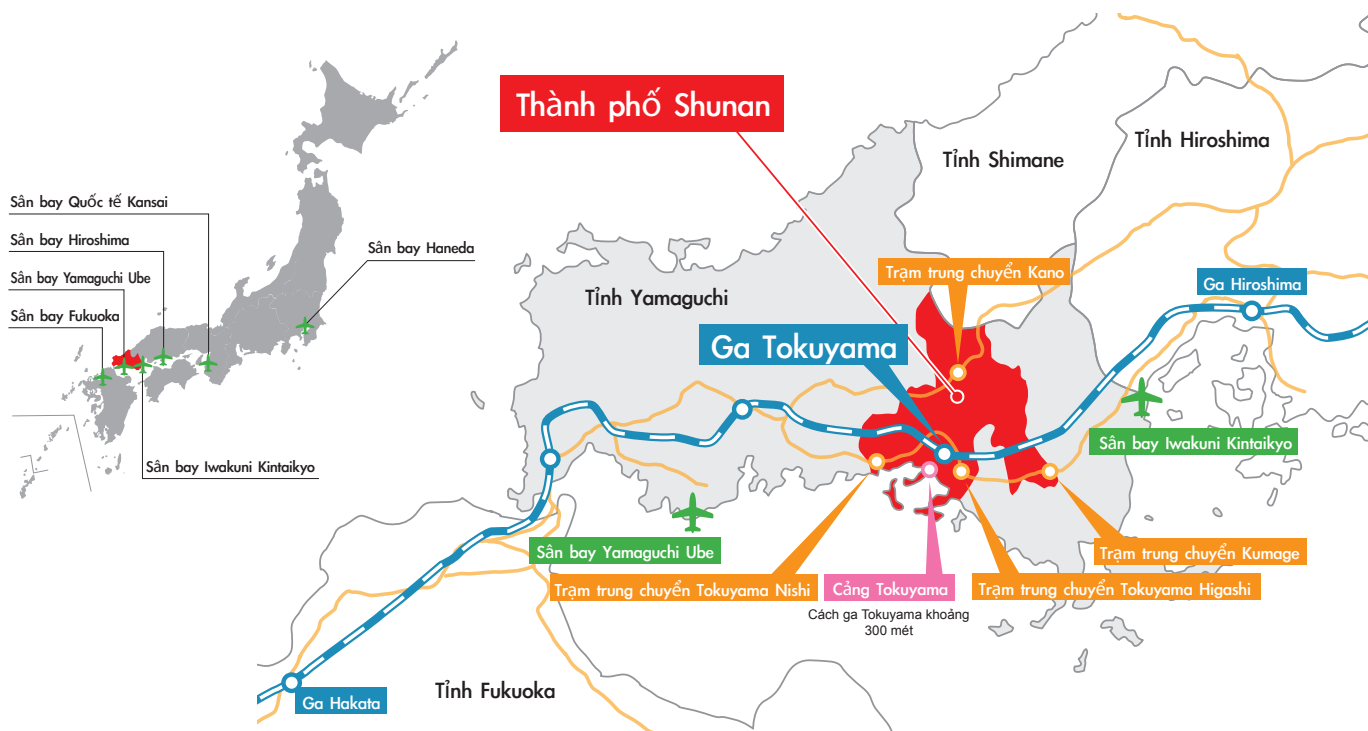 Thành phố Shunan
Tỉnh Shimane
Tỉnh Hiroshima
Sân bay Quốc tế Kansai
Sân bay Hiroshima
Sân bay Haneda
Sân bay Yamaguchi Ube
Sân bay Fukuoka
Sân bay Iwakuni Kintaikyo
Trạm trung chuyển Kano
Ga Hiroshima
Tỉnh Yamaguchi
Ga Tokuyama
Sân bay Iwakuni Kintaikyo
Sân bay Yamaguchi Ube
Trạm trung chuyển Kumage
Trạm trung chuyển Tokuyama Nishi
Cảng Tokuyama
Trạm trung chuyển Tokuyama Higashi
Cách ga Tokuyama khoảng
300 mét
Tỉnh Fukuoka
Ga Hakata